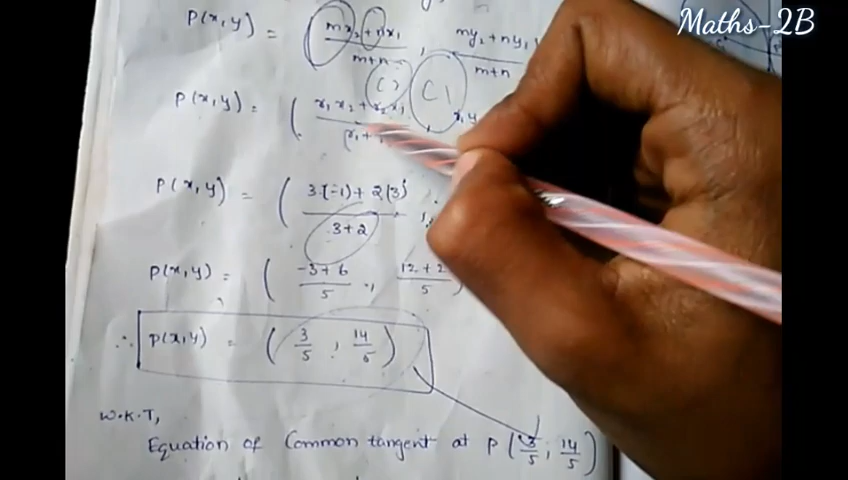 Maths-2B
P(x,y) = ( mx₂+nx₁ / m+n , my₂+ny₁ / m+n
P(x,y) = ( r₁x₂ + r₂x₁ / r₁+ ,
P(x,y) = ( 3.(-1)+2(3) / 3+2 ,
P(x,y) = ( -3+6 / 5 , 12+2 / 5 )
∴ P(x,y) = ( 3/5 , 14/5 )
W.K.T,
Equation of Common tangent at P ( 3/5 , 14/5 )